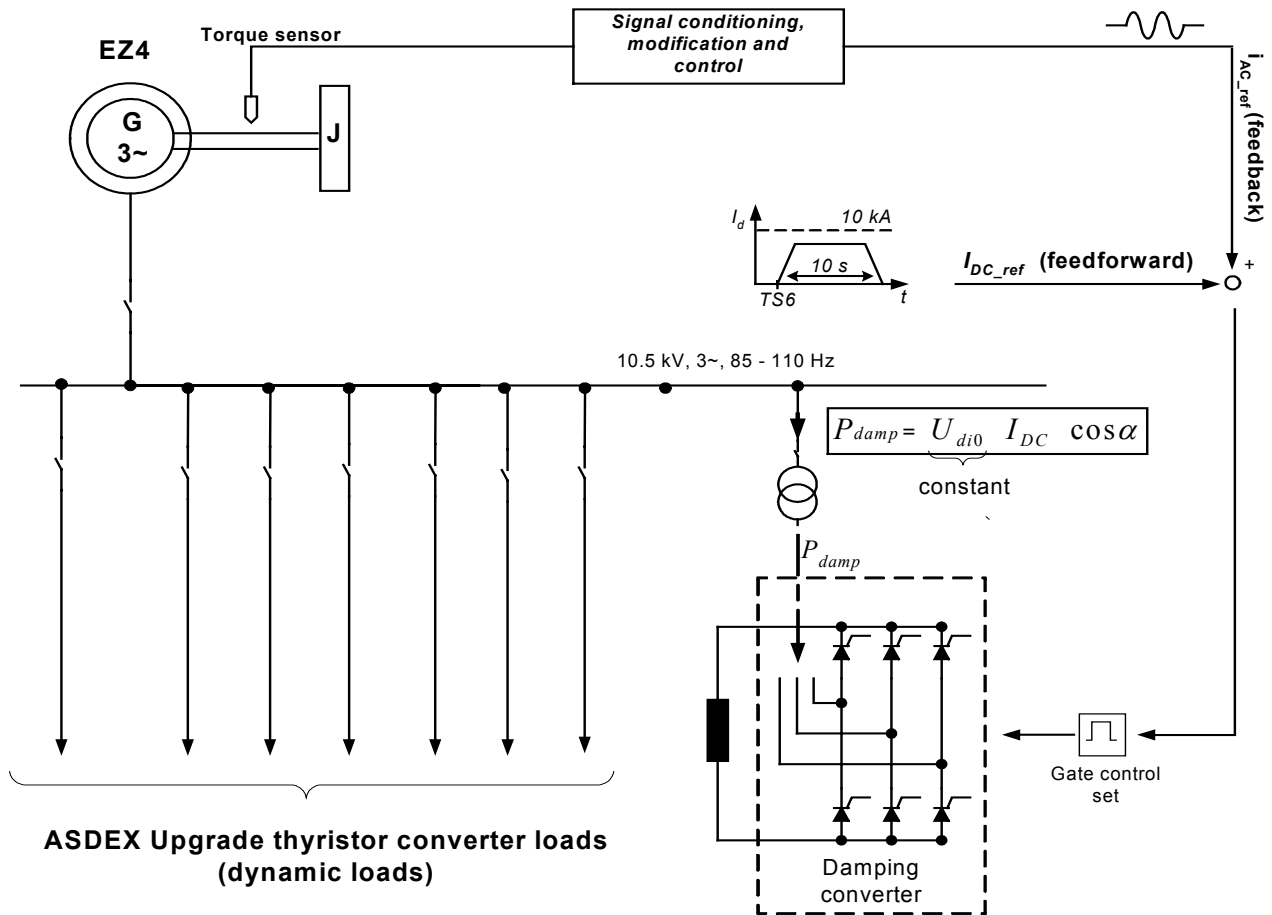 Signal conditioning,
modification and
control
Torque sensor
EZ4
G
3~
J
i_AC_ref (feedback)
+
I_d
10 kA
10 s
TS6
t
I_DC_ref (feedforward)
10.5 kV, 3~, 85 - 110 Hz
P_damp = U_di0 I_DC cosα
constant
P_damp
Gate control
set
Damping
converter
ASDEX Upgrade thyristor converter loads
(dynamic loads)